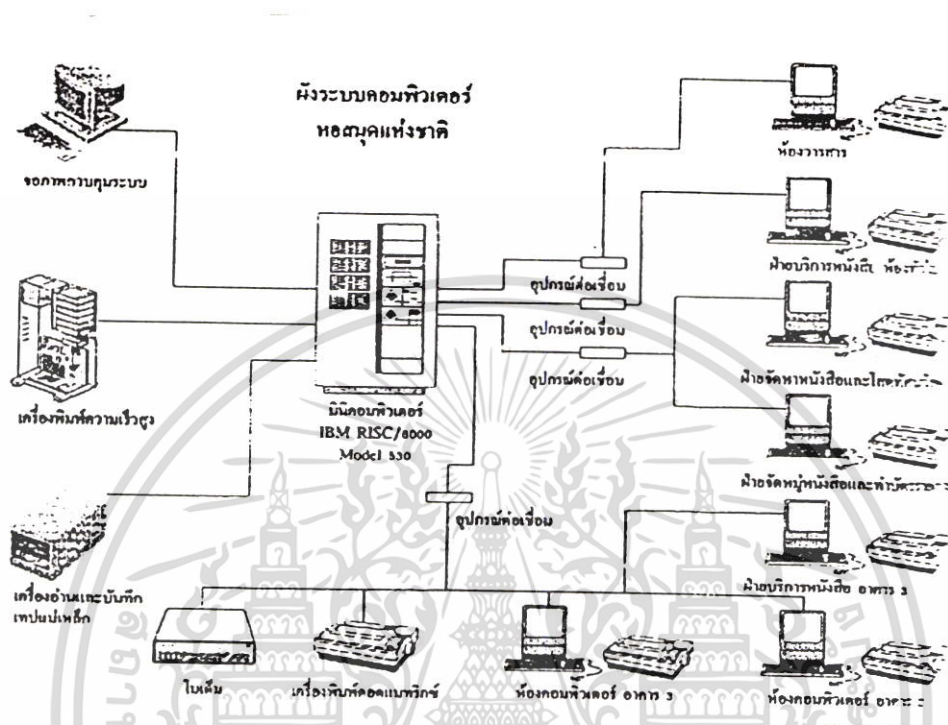 ผังระบบคอมพิวเตอร์
หอสมุดแห่งชาติ
จอภาพควบคุมระบบ
เครื่องพิมพ์ความเร็วสูง
เครื่องอ่านและบันทึก
เทปแม่เหล็ก
มินิคอมพิวเตอร์
IBM RISC/6000
Model 530
อุปกรณ์ต่อเชื่อม
อุปกรณ์ต่อเชื่อม
อุปกรณ์ต่อเชื่อม
อุปกรณ์ต่อเชื่อม
ห้องวารสาร
ฝ่ายบริการหนังสือ
ฝ่ายจัดหาหนังสือและ
ฝ่ายจัดหมู่หนังสือและทำบัตร
ฝ่ายบริการหนังสือ อาคาร 3
โมเด็ม
เครื่องพิมพ์ดอตแมทริกซ์
ห้องคอมพิวเตอร์ อาคาร 3
ห้องคอมพิวเตอร์ อาคาร